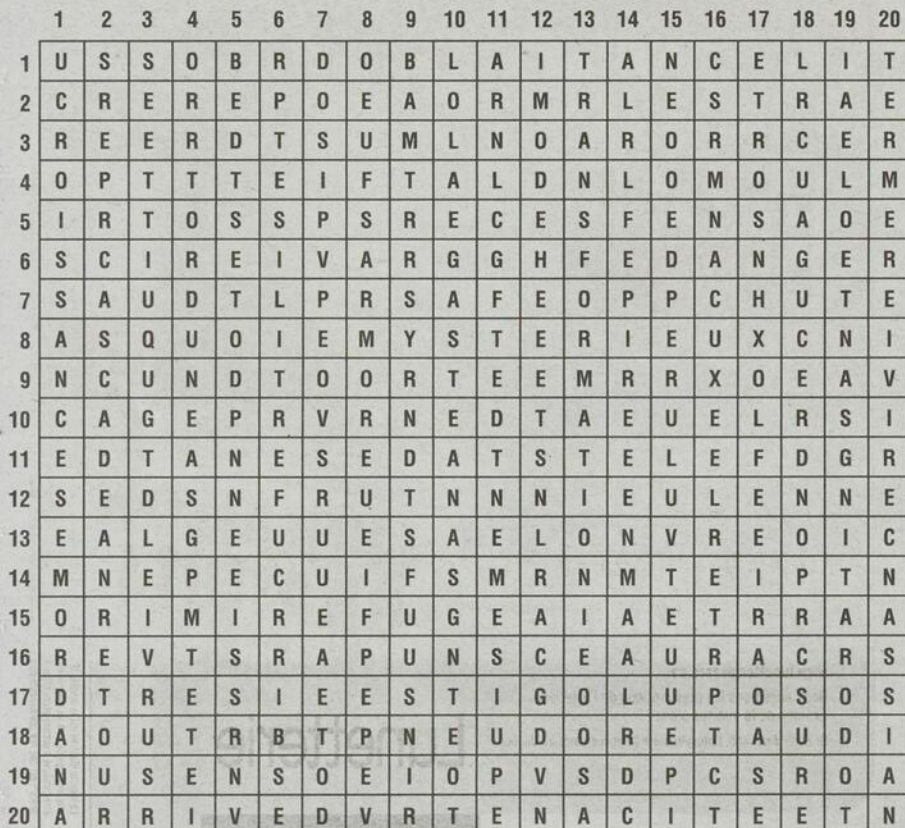 1 2 3 4 5 6 7 8 9 10 11 12 13 14 15 16 17 18 19 20
1 U S S O B R D O B L A I T A N C E L I T
2 C R E R E P O E A O R M R L E S T R A E
3 R E E R D T S U M L N O A R O R R C E R
4 O P T T T E I F T A L D N L O M O U L M
5 I R T O S S P S R E C E S F E N S A O E
6 S C I R E I V A R G G H F E D A N G E R
7 S A U D T L P R S A F E O P P C H U T E
8 A S Q U O I E M Y S T E R I E U X C N I
9 N C U N D T O O R T E E M R R X O E A V
10 C A G E P R V R N E D T A E U E L R S I
11 E D T A N E S E D A T S T E L E F D G R
12 S E D S N F R U T N N N I E U L E N N E
13 E A L G E U U E S A E L O N V R E O I C
14 M N E P E C U I F S M R N M T E I P T N
15 O R I M I R E F U G E A I A E T R R A A
16 R E V T S R A P U N S C E A U R A C R S
17 D T R E S I E E S T I G O L U P O S O S
18 A O U T R B T P N E U D O R E T A U D I
19 N U S E N S O E I O P V S D P C S R O A
20 A R R I V E D V R T E N A C I T E E T N
Lunetterie